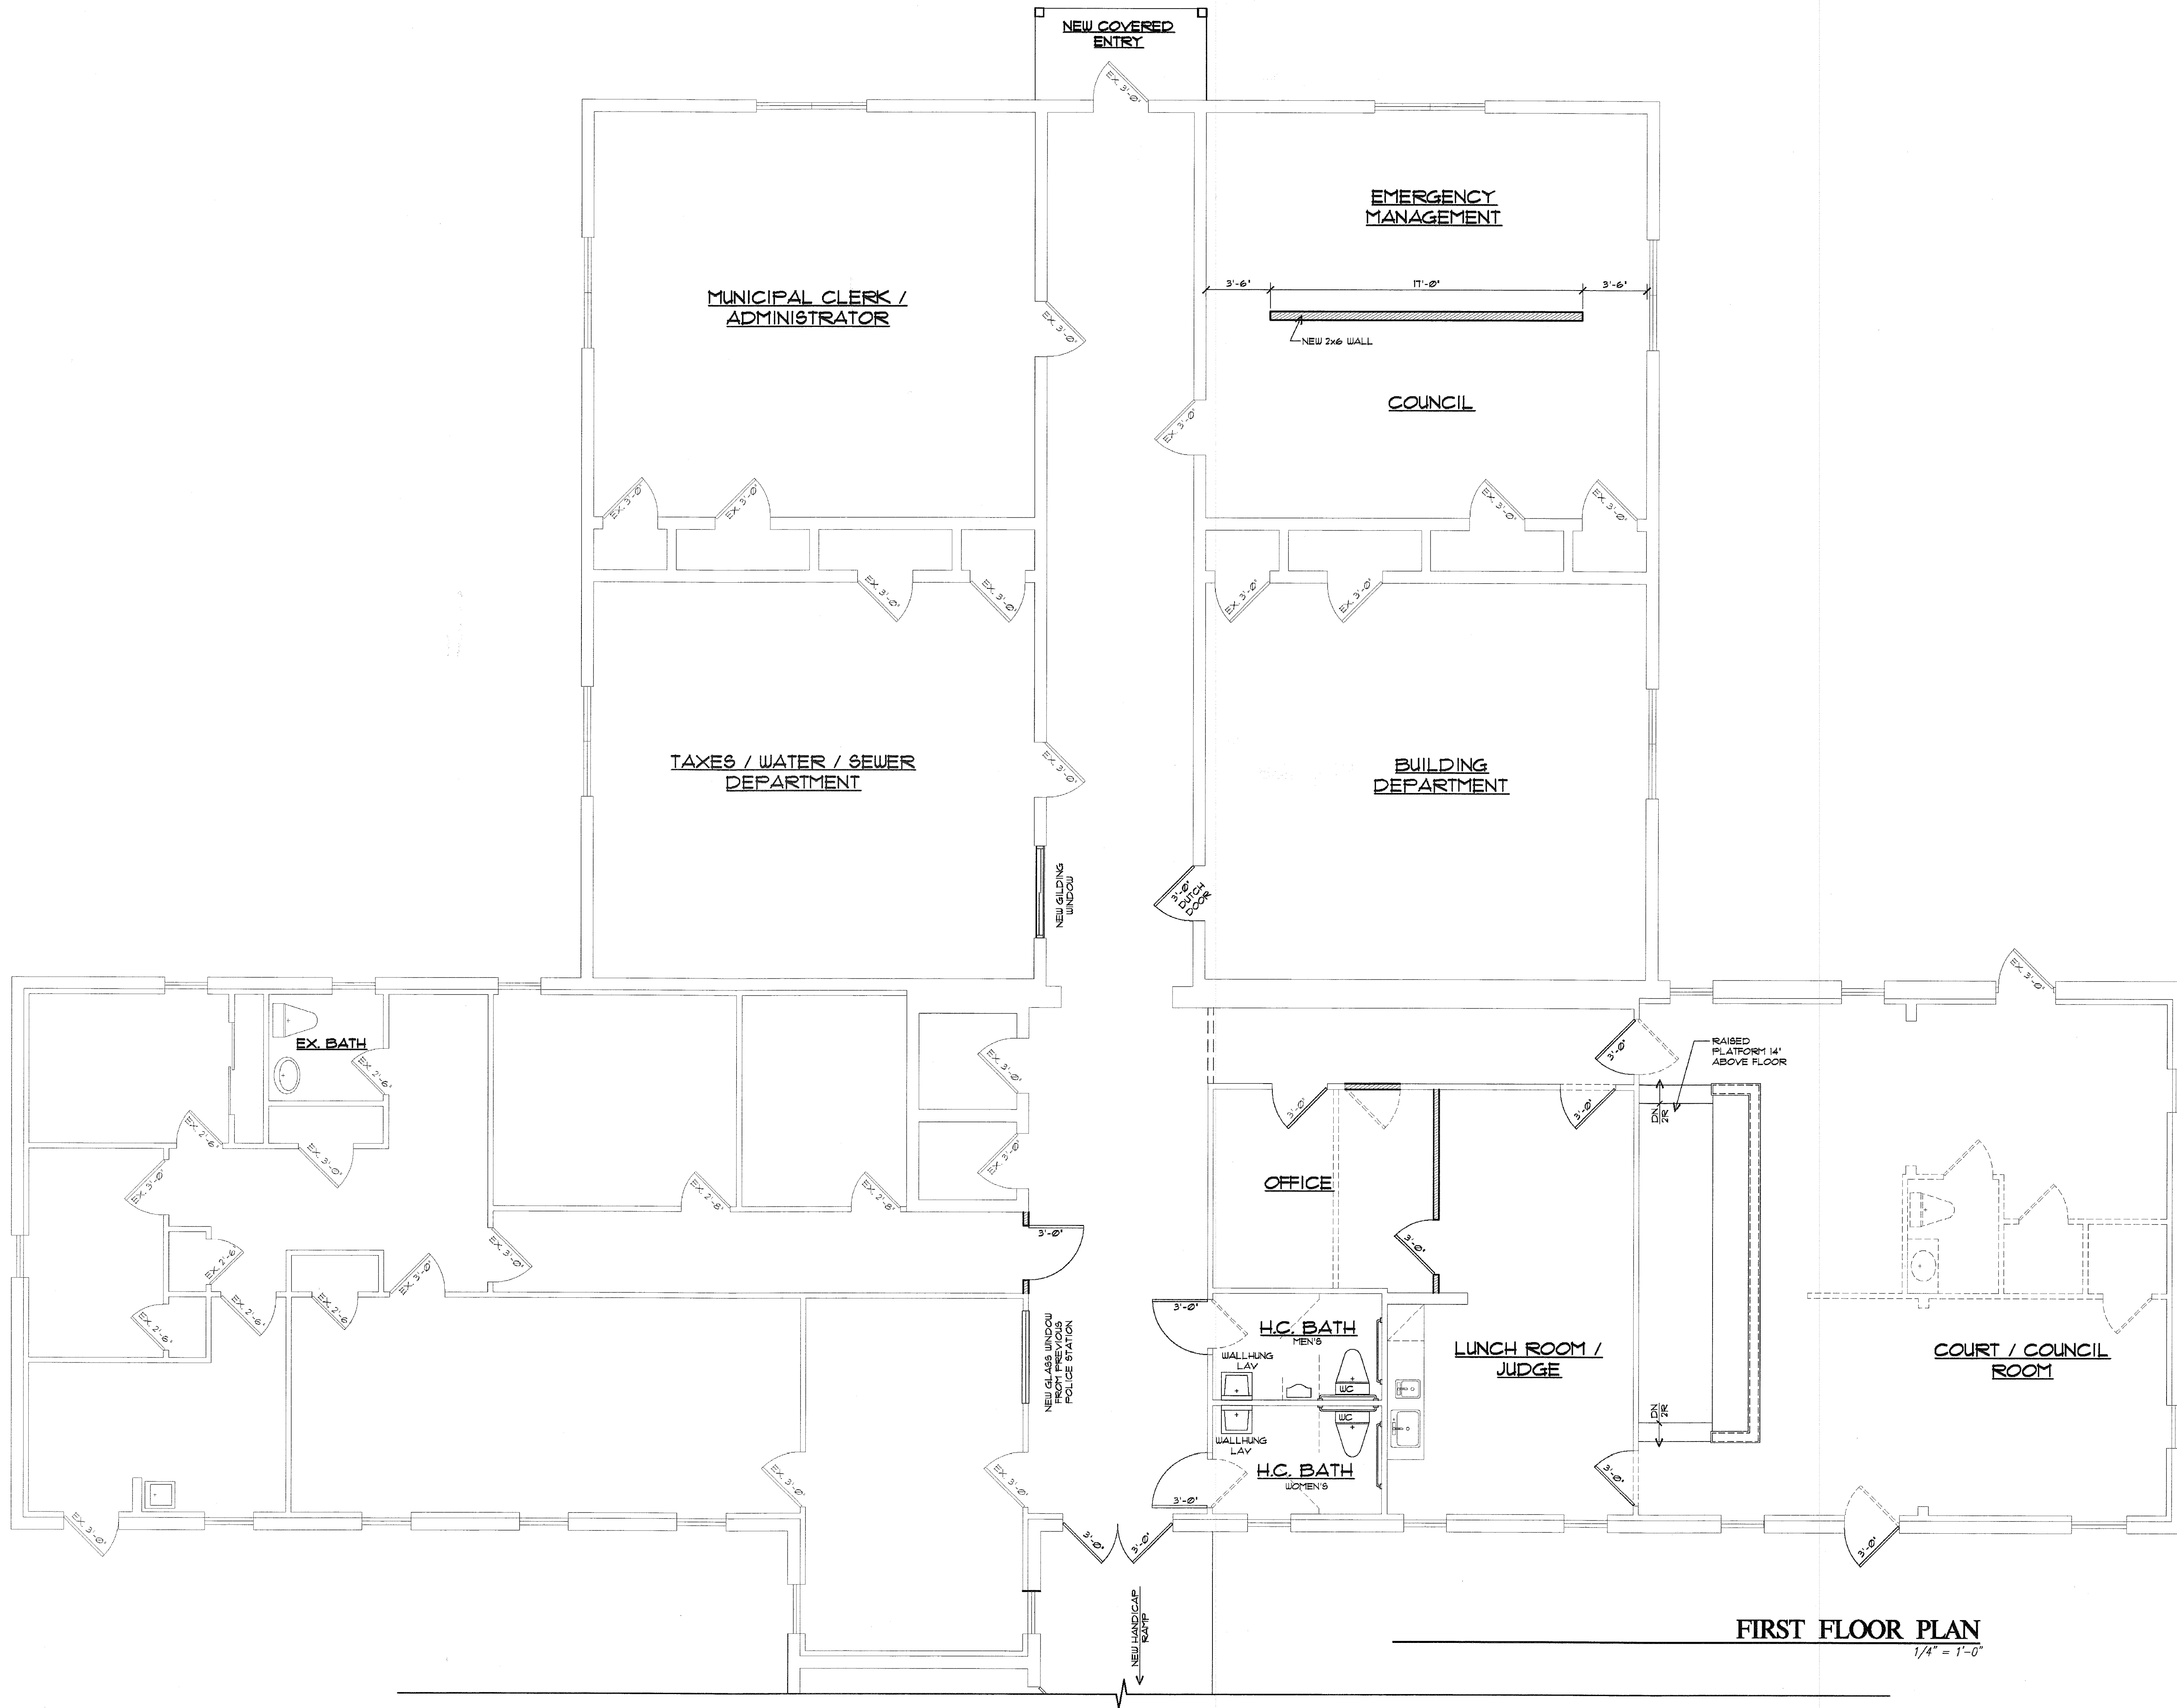 NEW COVERED
ENTRY
EX. 3'-0"
EMERGENCY
MANAGEMENT
3'-6"
17'-0"
3'-6"
NEW 2x6 WALL
MUNICIPAL CLERK /
ADMINISTRATOR
EX. 3'-0"
COUNCIL
EX. 3'-0"
EX. 3'-0"
EX. 3'-0"
EX. 3'-0"
EX. 3'-0"
EX. 3'-0"
EX. 3'-0"
EX. 3'-0"
EX. 3'-0"
TAXES / WATER / SEWER
DEPARTMENT
EX. 3'-0"
BUILDING
DEPARTMENT
NEW GILDING
WINDOW
3'-0"
DUTCH
DOOR
EX. 3'-0"
EX. BATH
EX. 2'-6"
EX. 3'-0"
3'-0"
RAISED
PLATFORM 14"
ABOVE FLOOR
EX. 2'-6"
EX. 3'-0"
EX. 3'-0"
3'-0"
3'-0"
DN
2R
EX. 3'-0"
EX. 2'-8"
EX. 2'-8"
OFFICE
EX. 2'-6
EX. 3'-0"
EX. 3'-0"
3'-0"
3'-0"
EX. 2'-6"
EX. 2'-6"
EX. 2'-6
3'-0"
NEW GLASS WINDOW
FROM PREVIOUS
POLICE STATION
H.C. BATH
MEN'S
WALLHUNG
LAV
WC
LUNCH ROOM /
JUDGE
COURT / COUNCIL
ROOM
WC
WALLHUNG
LAV
DN
2R
H.C. BATH
WOMEN'S
3'-0"
EX. 3'-0"
EX. 3'-0"
3'-0"
EX. 3'-0"
3'-0"
3'-0"
3'-0"
NEW HANDICAP
RAMP
FIRST FLOOR PLAN
1/4" = 1'-0"